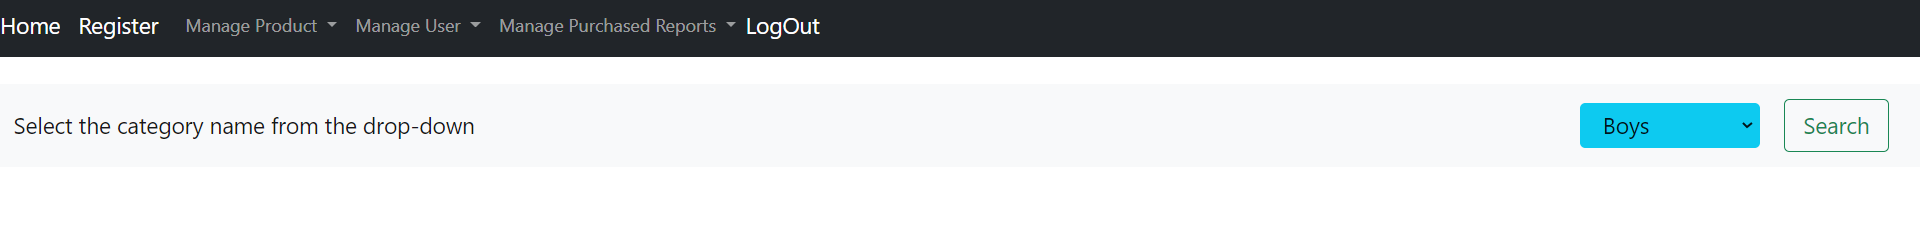 Home Register Manage Product Manage User Manage Purchased Reports LogOut
Select the category name from the drop-down Boys Search